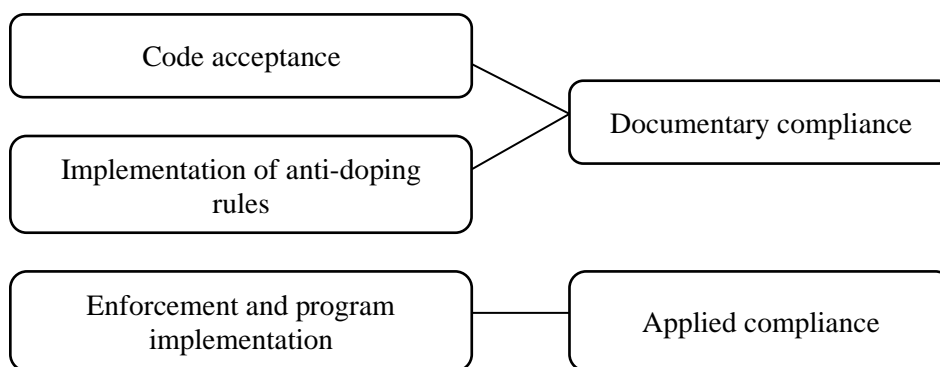 Code acceptance
Documentary compliance
Implementation of anti-doping
rules
Enforcement and program
implementation
Applied compliance